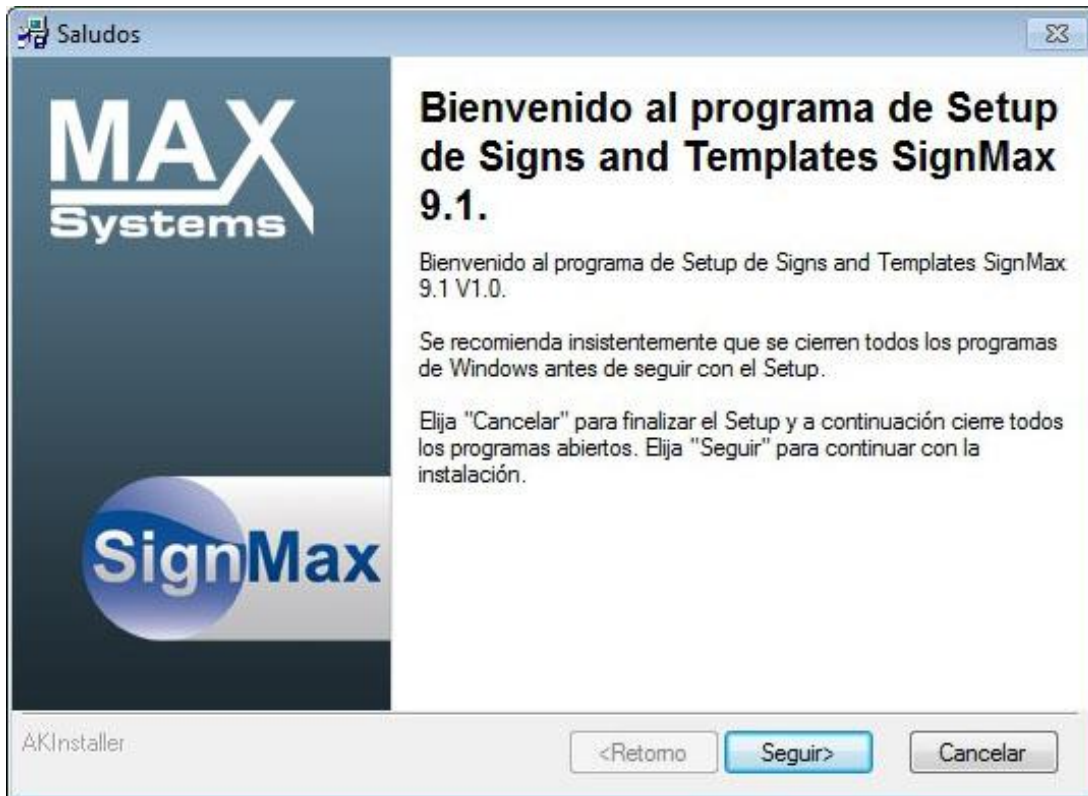 Saludos
MAX
Systems
Bienvenido al programa de Setup
de Signs and Templates SignMax
9.1.
Bienvenido al programa de Setup de Signs and Templates SignMax
9.1 V1.0.
Se recomienda insistentemente que se cierren todos los programas
de Windows antes de seguir con el Setup.
Elija "Cancelar" para finalizar el Setup y a continuación cierre todos
los programas abiertos. Elija "Seguir" para continuar con la
instalación.
SignMax
AKInstaller
<Retorno
Seguir>
Cancelar